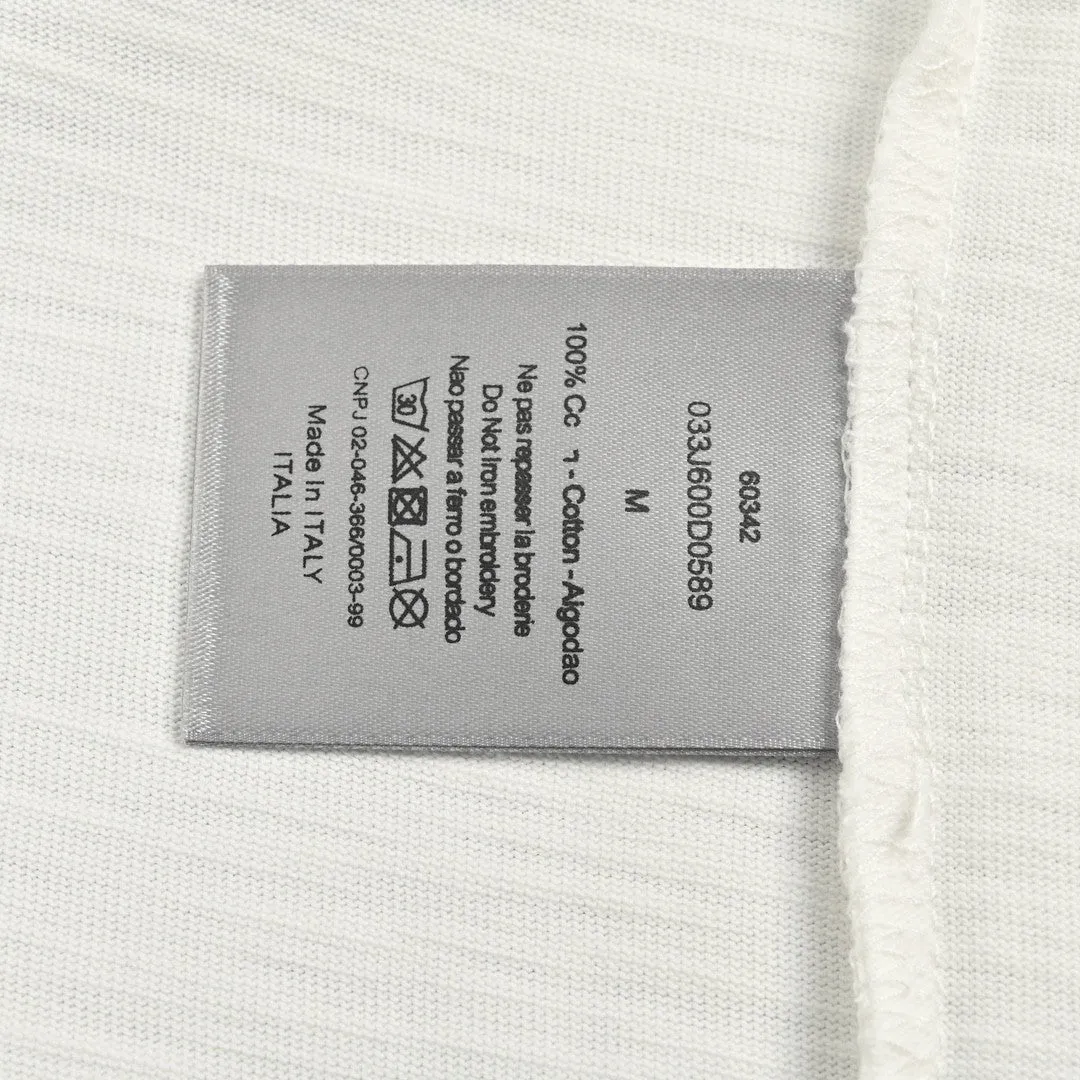 60342
033J600D0589
M
100% - Cotton - Algodao
Ne pas repasser la broderie
Do Not Iron embroidery
Nao passar a ferro o bordado
30
CNPJ 02-046-366/0003-99
Made In ITALY
ITALIA